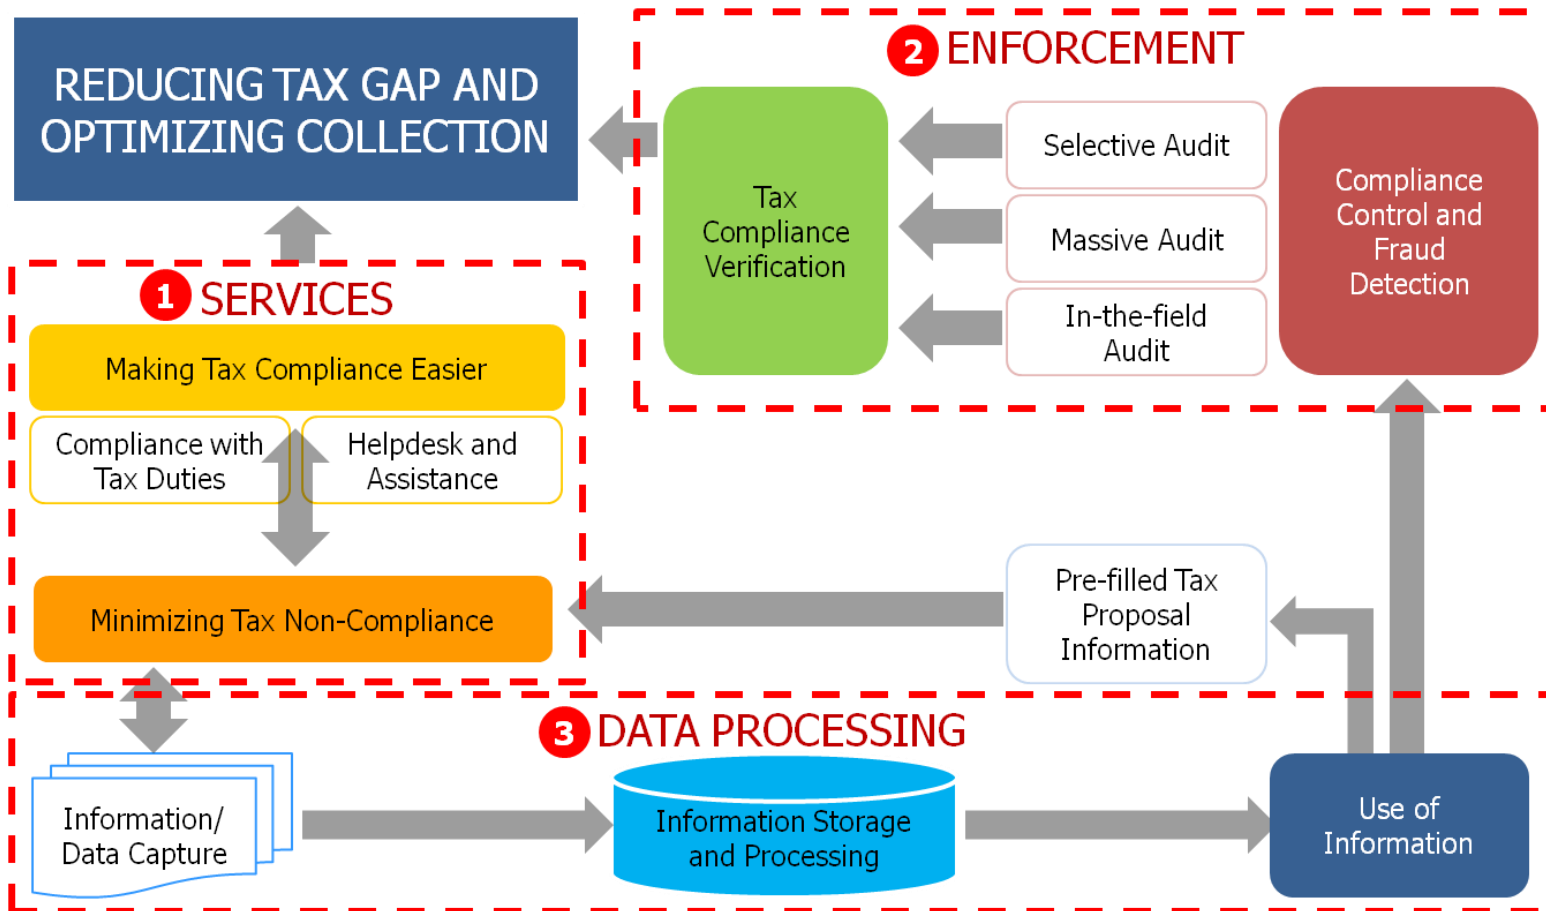 REDUCING TAX GAP AND
OPTIMIZING COLLECTION
2 ENFORCEMENT
Tax
Compliance
Verification
Selective Audit
Massive Audit
In-the-field
Audit
Compliance
Control and
Fraud
Detection
1 SERVICES
Making Tax Compliance Easier
Compliance with
Tax Duties
Helpdesk and
Assistance
Minimizing Tax Non-Compliance
Pre-filled Tax
Proposal
Information
3 DATA PROCESSING
Information/
Data Capture
Information Storage
and Processing
Use of
Information